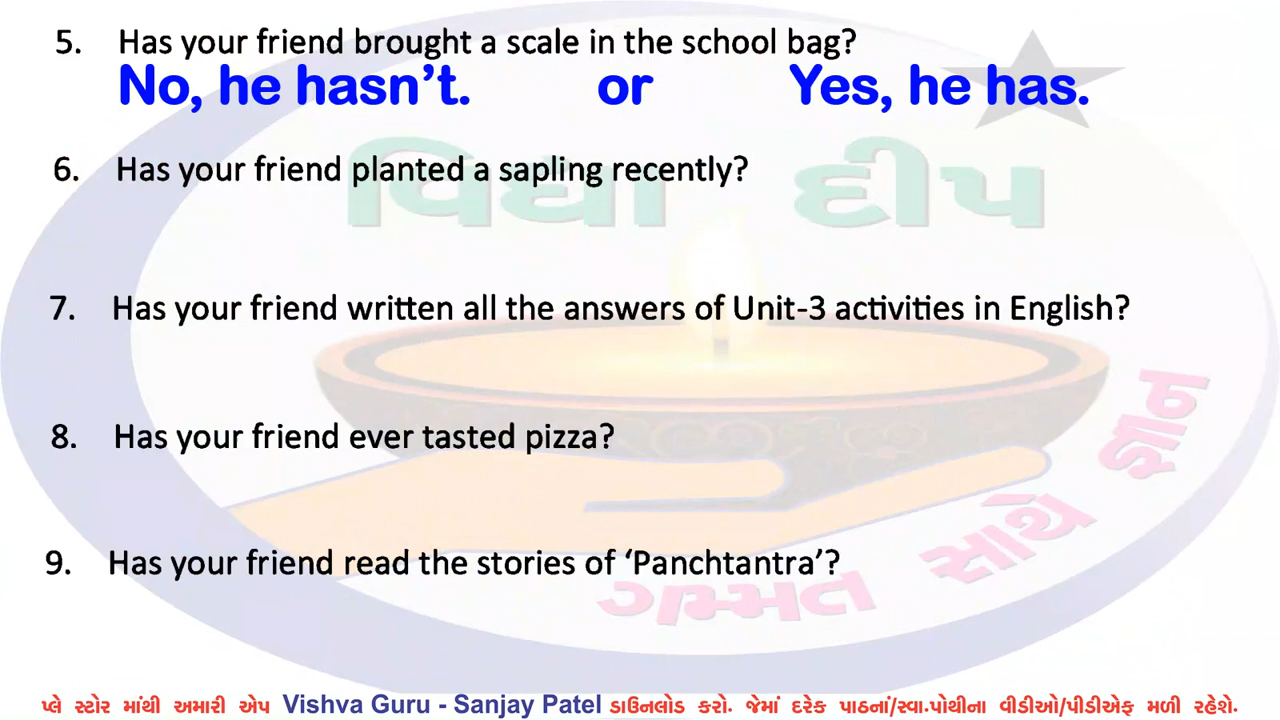 5. Has your friend brought a scale in the school bag?
No, he hasn’t. or Yes, he has.
વિદ્યા દીપ
6. Has your friend planted a sapling recently?
7. Has your friend written all the answers of Unit-3 activities in English?
8. Has your friend ever tasted pizza?
9. Has your friend read the stories of ‘Panchtantra’?
ગમ્મત સાથે જ્ઞાન
પ્લે સ્ટોર માંથી અમારી એપ Vishva Guru - Sanjay Patel ડાઉનલોડ કરો. જેમાં દરેક પાઠનાં/સ્વા.પોથીના વીડીઓ/પીડીએફ મળી રહેશે.